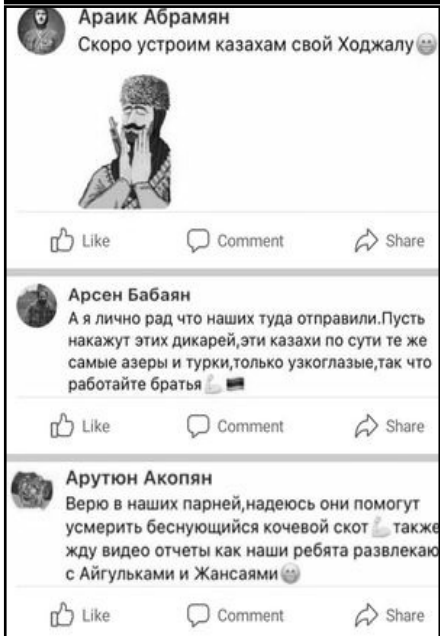 Араик Абрамян
Скоро устроим казахам свой Ходжалу😁
Like Comment Share
Арсен Бабаян
А я лично рад что наших туда отправили.Пусть
накажут этих дикарей,эти казахи по сути те же
самые азеры и турки,только узкоглазые,так что
работайте братья💪🇦🇲
Like Comment Share
Арутюн Акопян
Верю в наших парней,надеюсь они помогут
усмирить беснующийся кочевой скот💪также
жду видео отчеты как наши ребята развлекаю
с Айгульками и Жансаями😁
Like Comment Share